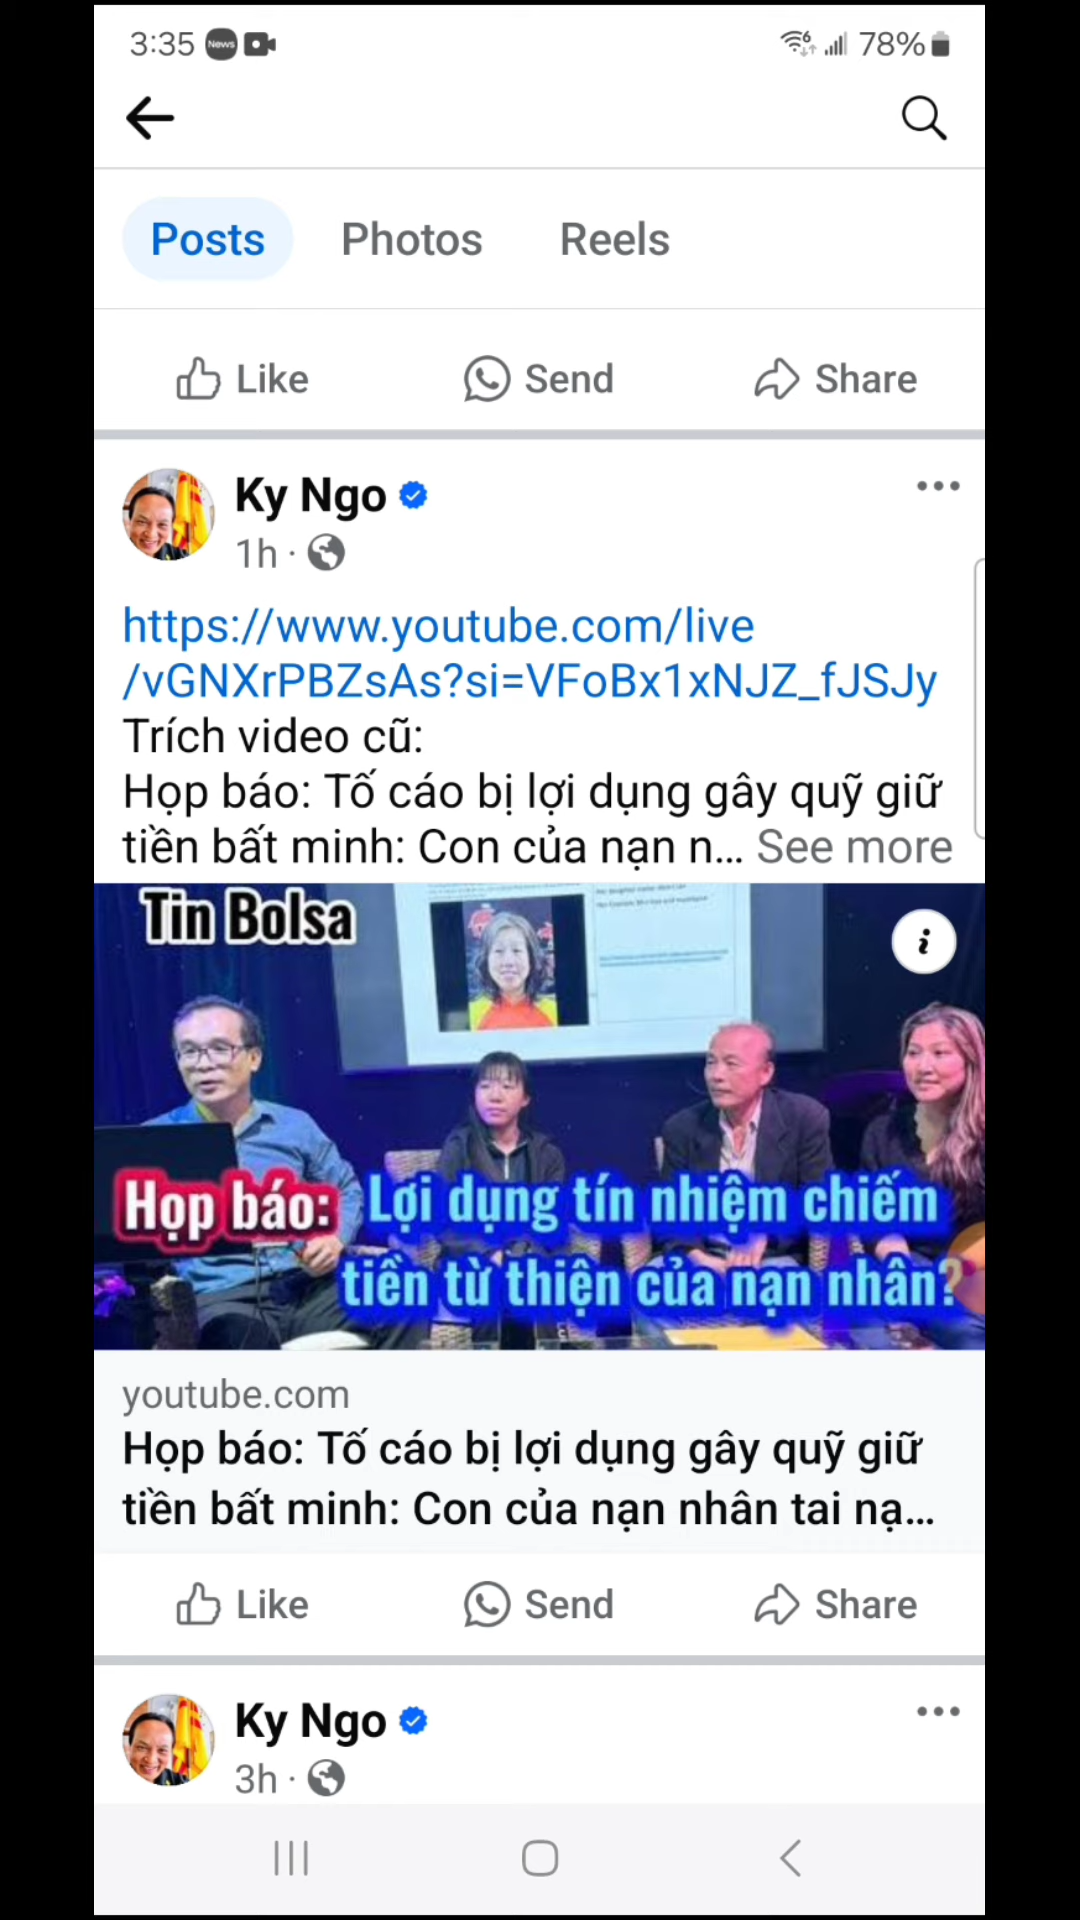 3:35 News 6 78%
Posts Photos Reels
Like Send Share
Ky Ngo
1h ·
https://www.youtube.com/live
/vGNXrPBZsAs?si=VFoBx1xNJZ_fJSJy
Trích video cũ:
Họp báo: Tố cáo bị lợi dụng gây quỹ giữ
tiền bất minh: Con của nạn n... See more
Tin Bolsa
i
Họp báo: Lợi dụng tín nhiệm chiếm
tiền từ thiện của nạn nhân?
youtube.com
Họp báo: Tố cáo bị lợi dụng gây quỹ giữ
tiền bất minh: Con của nạn nhân tai nạ...
Like Send Share
Ky Ngo
3h ·